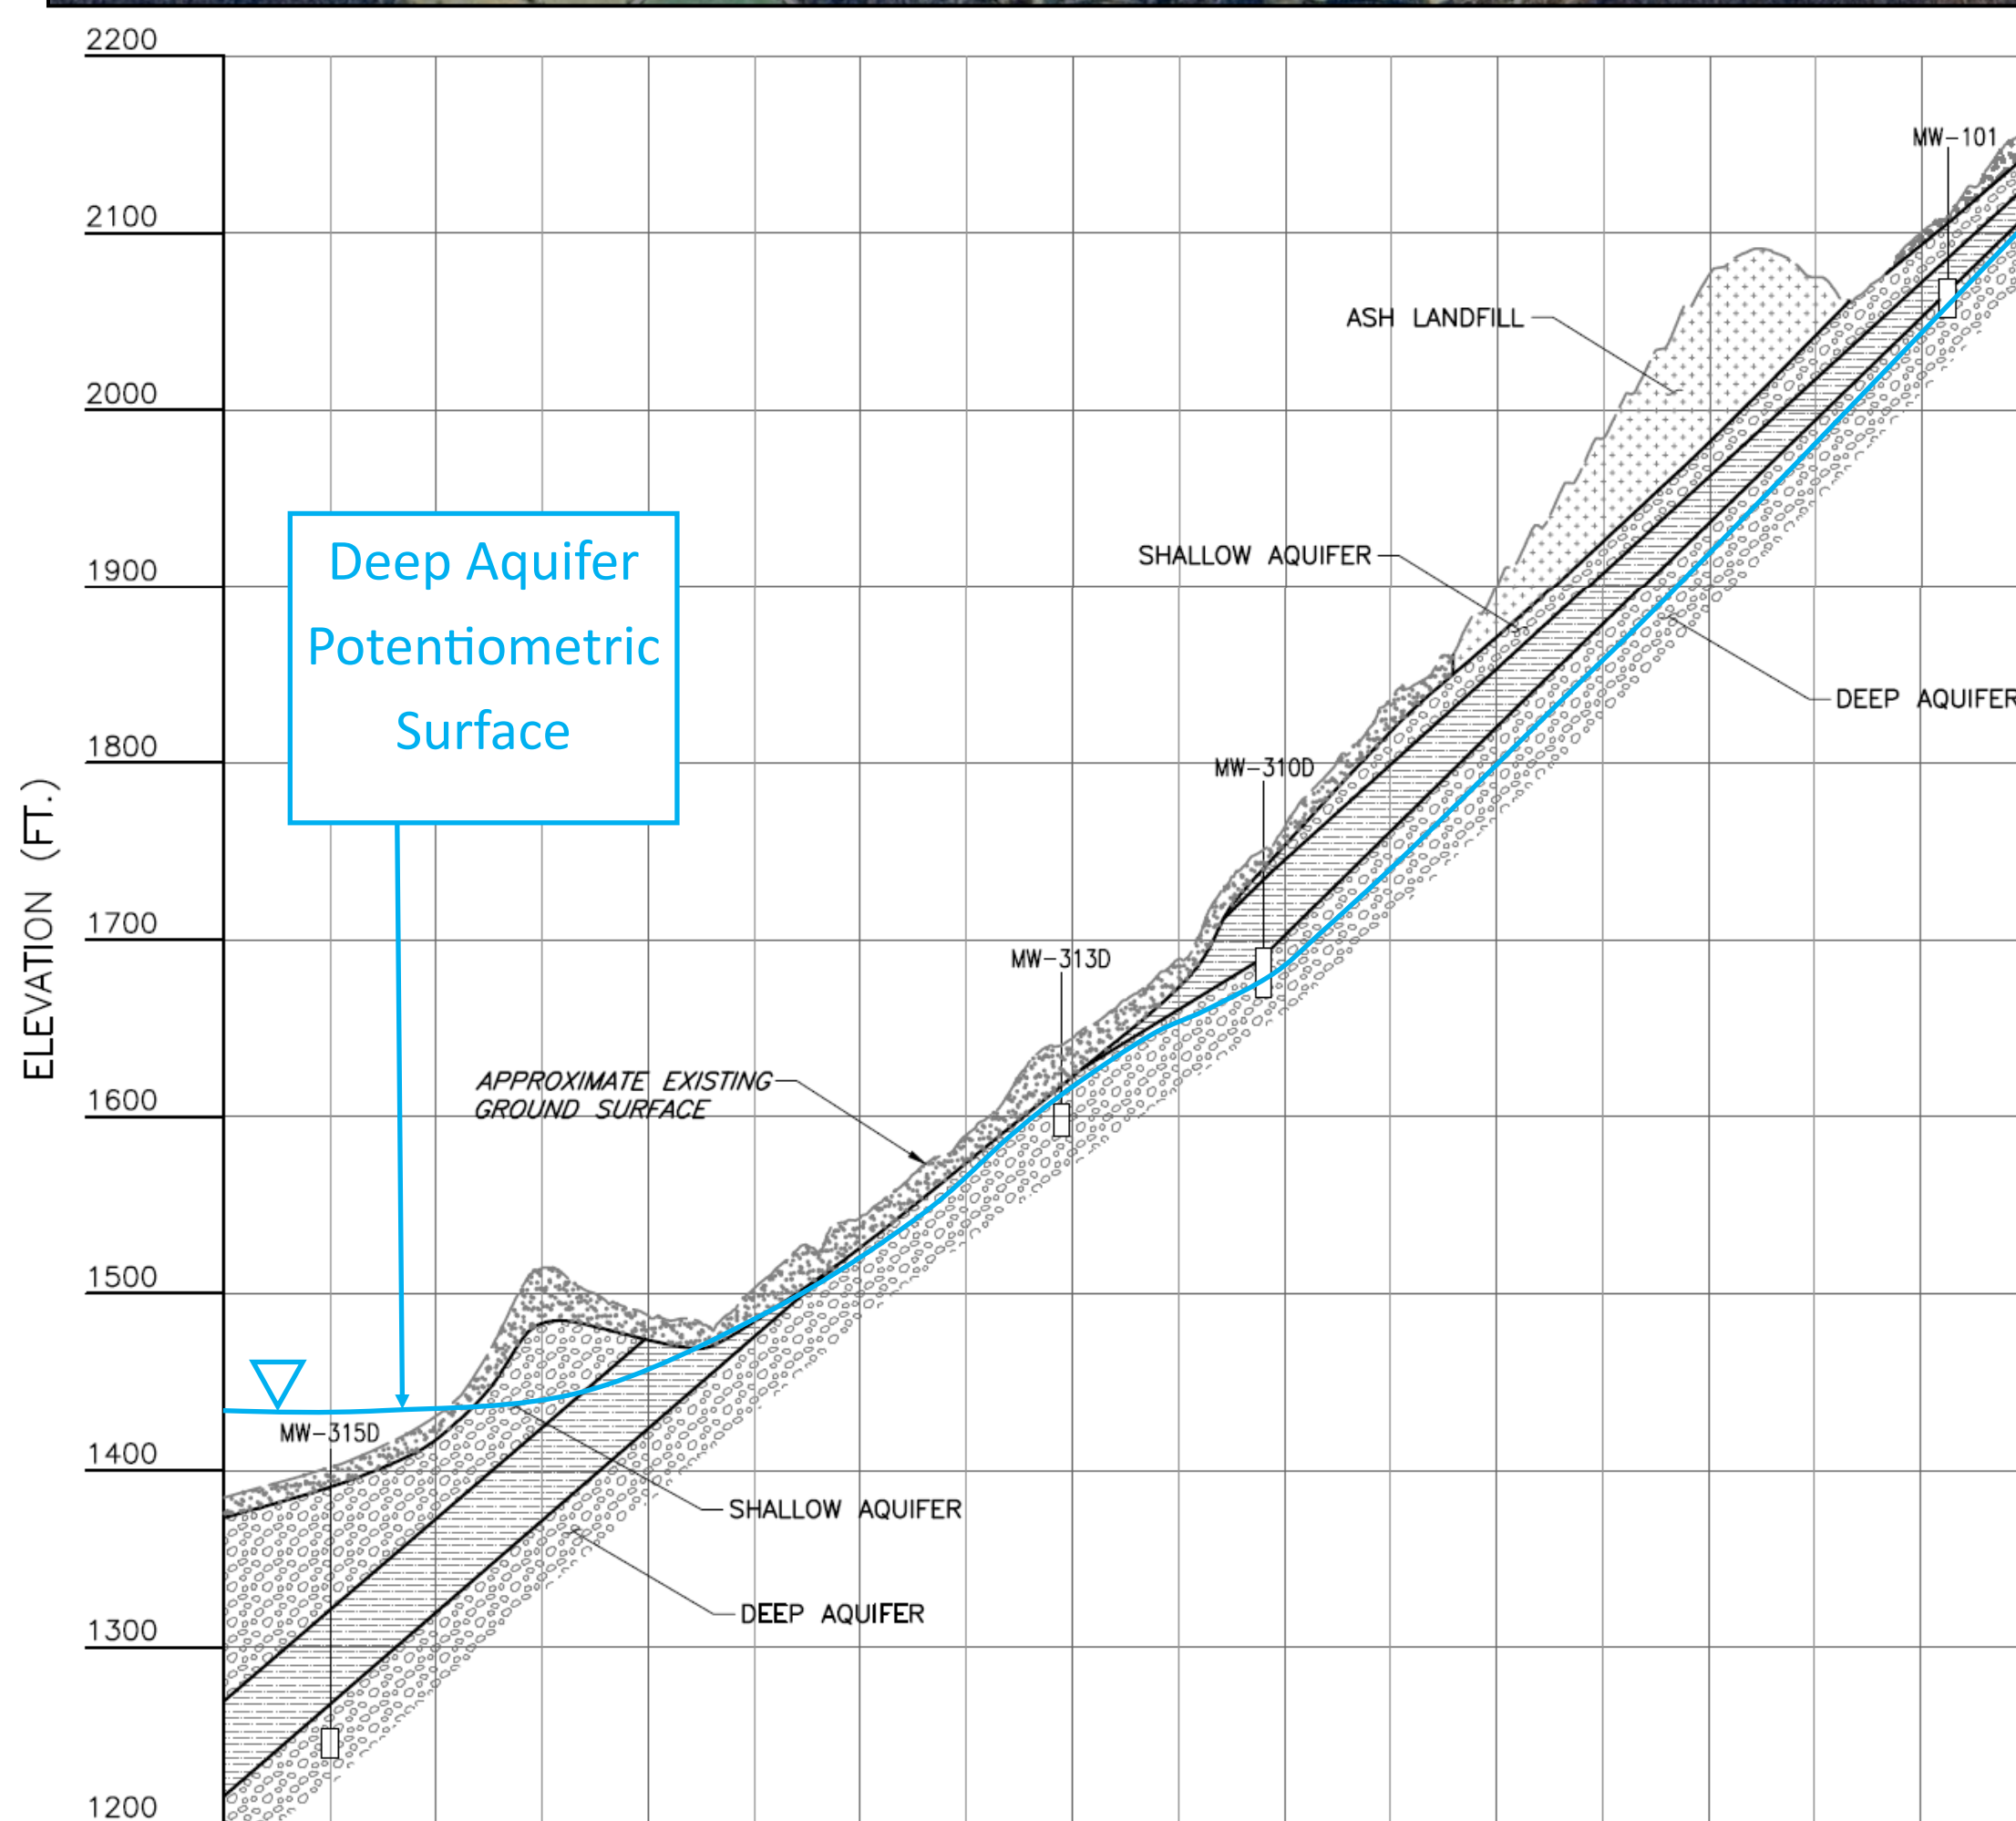 2200
MW-101
2100
ASH LANDFILL
2000
SHALLOW AQUIFER
1900
Deep Aquifer
Potentiometric
Surface
DEEP AQUIFER
1800
MW-310D
ELEVATION (FT.)
1700
MW-313D
APPROXIMATE EXISTING
GROUND SURFACE
1600
1500
MW-315D
1400
SHALLOW AQUIFER
DEEP AQUIFER
1300
1200